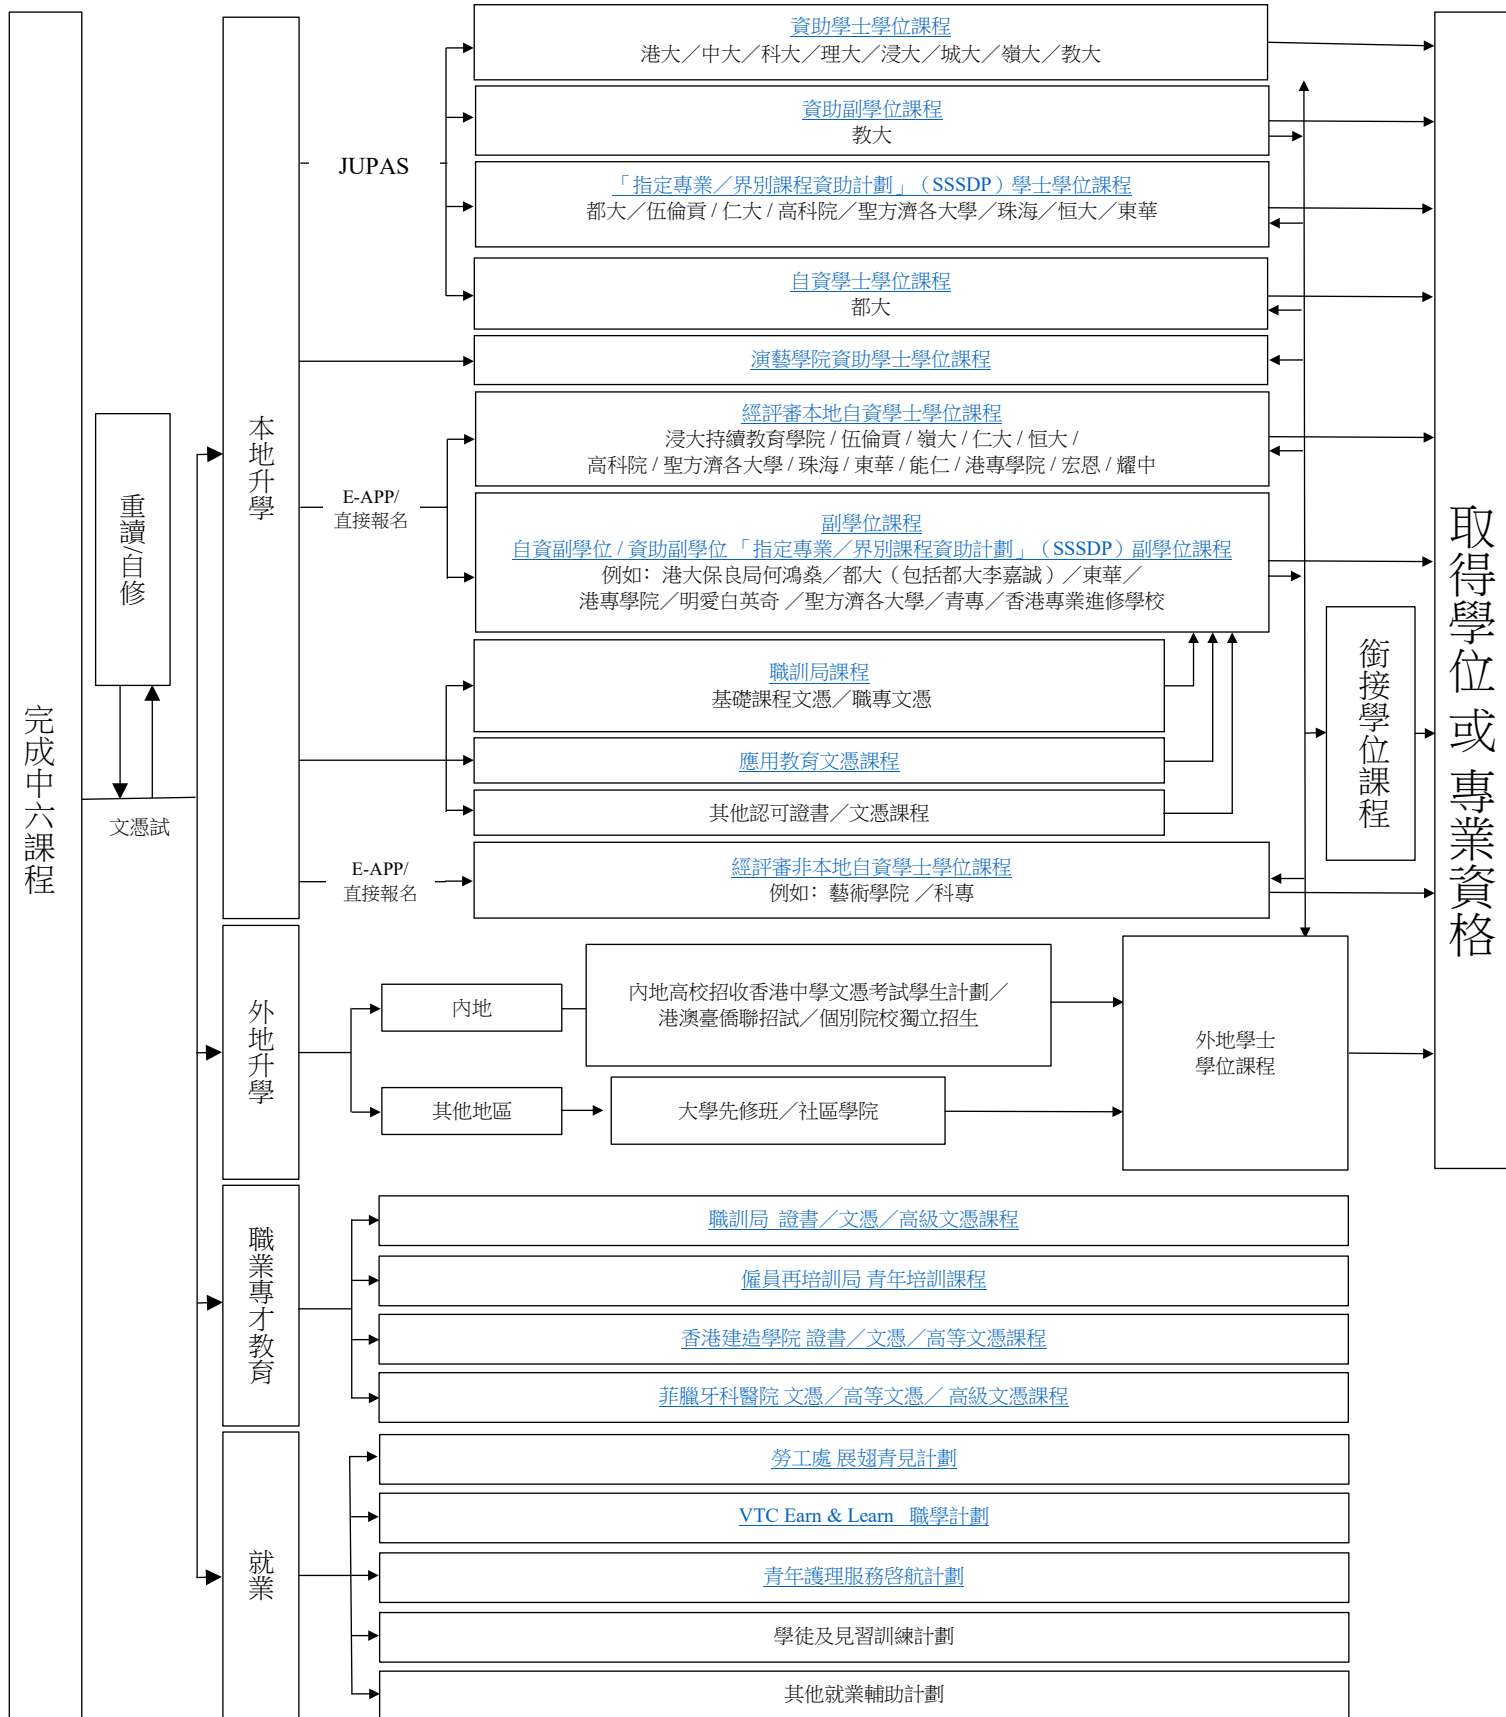 完成中六課程
重讀/自修
文憑試
本地升學
JUPAS
資助學士學位課程
港大／中大／科大／理大／浸大／城大／嶺大／教大
資助副學位課程
教大
「指定專業／界別課程資助計劃」（SSSDP）學士學位課程
都大／伍倫貢 / 仁大 / 高科院／聖方濟各大學／珠海／恒大／東華
自資學士學位課程
都大
演藝學院資助學士學位課程
E-APP/
直接報名
經評審本地自資學士學位課程
浸大持續教育學院 / 伍倫貢 / 嶺大 / 仁大 / 恒大 /
高科院 / 聖方濟各大學 / 珠海 / 東華 / 能仁 / 港專學院 / 宏恩 / 耀中
副學位課程
自資副學位 / 資助副學位 「指定專業／界別課程資助計劃」（SSSDP）副學位課程
例如：港大保良局何鴻燊／都大（包括都大李嘉誠）／東華／
港專學院／明愛白英奇 ／聖方濟各大學／青專／香港專業進修學校
職訓局課程
基礎課程文憑／職專文憑
應用教育文憑課程
其他認可證書／文憑課程
E-APP/
直接報名
經評審非本地自資學士學位課程
例如：藝術學院 ／科專
銜接學位課程
取得學位 或 專業資格
外地升學
內地
內地高校招收香港中學文憑考試學生計劃／
港澳臺僑聯招試／個別院校獨立招生
其他地區
大學先修班／社區學院
外地學士
學位課程
職業專才教育
職訓局 證書／文憑／高級文憑課程
僱員再培訓局 青年培訓課程
香港建造學院 證書／文憑／高等文憑課程
菲臘牙科醫院 文憑／高等文憑／ 高級文憑課程
就業
勞工處 展翅青見計劃
VTC Earn & Learn 職學計劃
青年護理服務啓航計劃
學徒及見習訓練計劃
其他就業輔助計劃